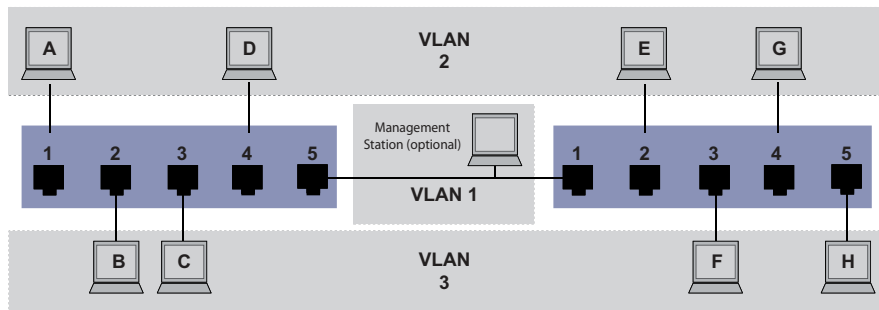 A
D
VLAN
2
E
G
1
2
3
4
5
Management
Station (optional)
VLAN 1
1
2
3
4
5
B
C
VLAN
3
F
H